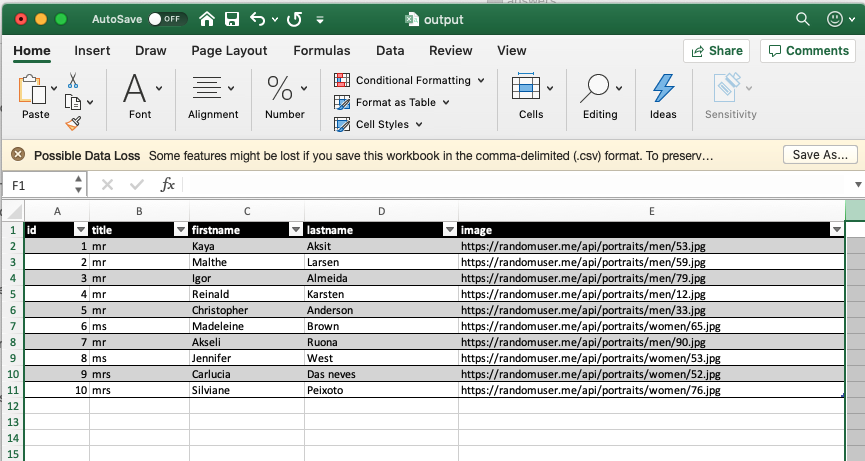 answers
AutoSave OFF output
Home Insert Draw Page Layout Formulas Data Review View Share Comments
Paste Font Alignment Number Conditional Formatting Format as Table Cell Styles Cells Editing Ideas Sensitivity
Possible Data Loss Some features might be lost if you save this workbook in the comma-delimited (.csv) format. To preserv... Save As...
F1 fx
A B C D E
1 id title firstname lastname image
2 1 mr Kaya Aksit https://randomuser.me/api/portraits/men/53.jpg
3 2 mr Malthe Larsen https://randomuser.me/api/portraits/men/59.jpg
4 3 mr Igor Almeida https://randomuser.me/api/portraits/men/79.jpg
5 4 mr Reinald Karsten https://randomuser.me/api/portraits/men/12.jpg
6 5 mr Christopher Anderson https://randomuser.me/api/portraits/men/33.jpg
7 6 ms Madeleine Brown https://randomuser.me/api/portraits/women/65.jpg
8 7 mr Akseli Ruona https://randomuser.me/api/portraits/men/90.jpg
9 8 ms Jennifer West https://randomuser.me/api/portraits/women/53.jpg
10 9 mrs Carlucia Das neves https://randomuser.me/api/portraits/women/52.jpg
11 10 mrs Silviane Peixoto https://randomuser.me/api/portraits/women/76.jpg
12
13
14
15